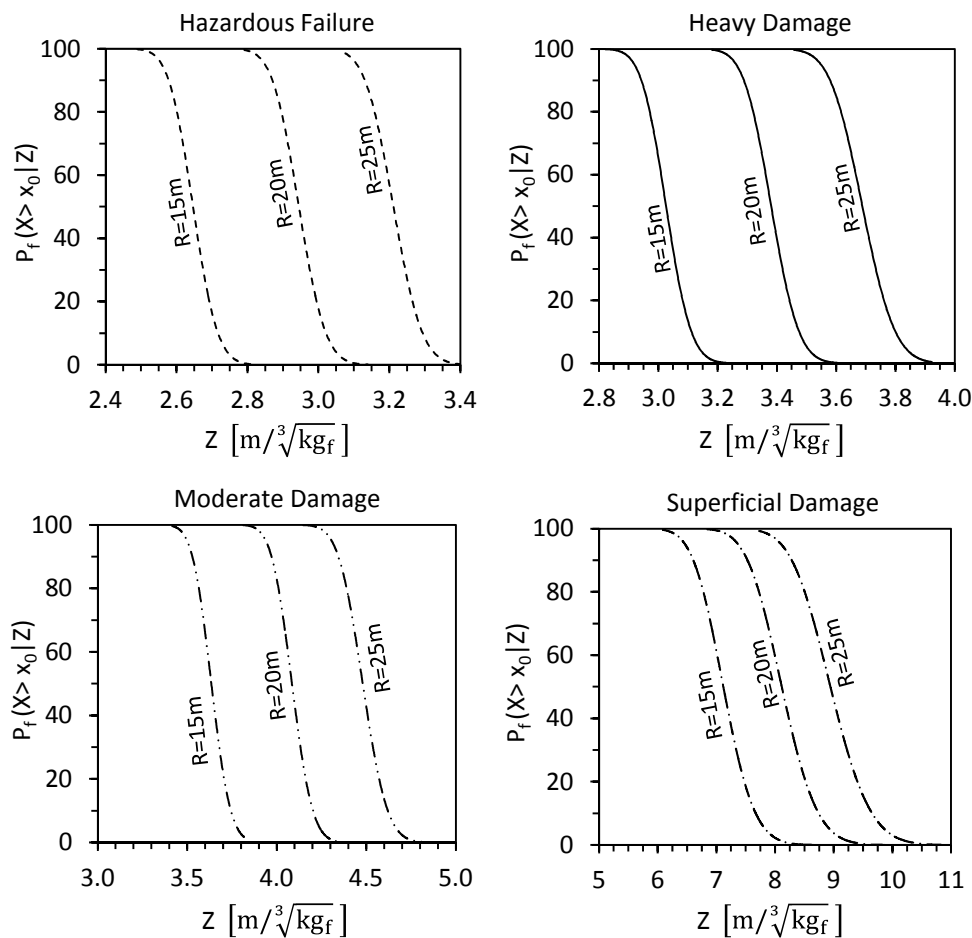 Hazardous Failure
100
80
60
40
20
0
P_f (X> x_0|Z)
R=15m
R=20m
R=25m
2.4 2.6 2.8 3.0 3.2 3.4
Z [m/∛kg_f]
Heavy Damage
100
80
60
40
20
0
P_f (X> x_0|Z)
R=15m
R=20m
R=25m
2.8 3.0 3.2 3.4 3.6 3.8 4.0
Z [m/∛kg_f]
Moderate Damage
100
80
60
40
20
0
P_f (X> x_0|Z)
R=15m
R=20m
R=25m
3.0 3.5 4.0 4.5 5.0
Z [m/∛kg_f]
Superficial Damage
100
80
60
40
20
0
P_f (X> x_0|Z)
R=15m
R=20m
R=25m
5 6 7 8 9 10 11
Z [m/∛kg_f]